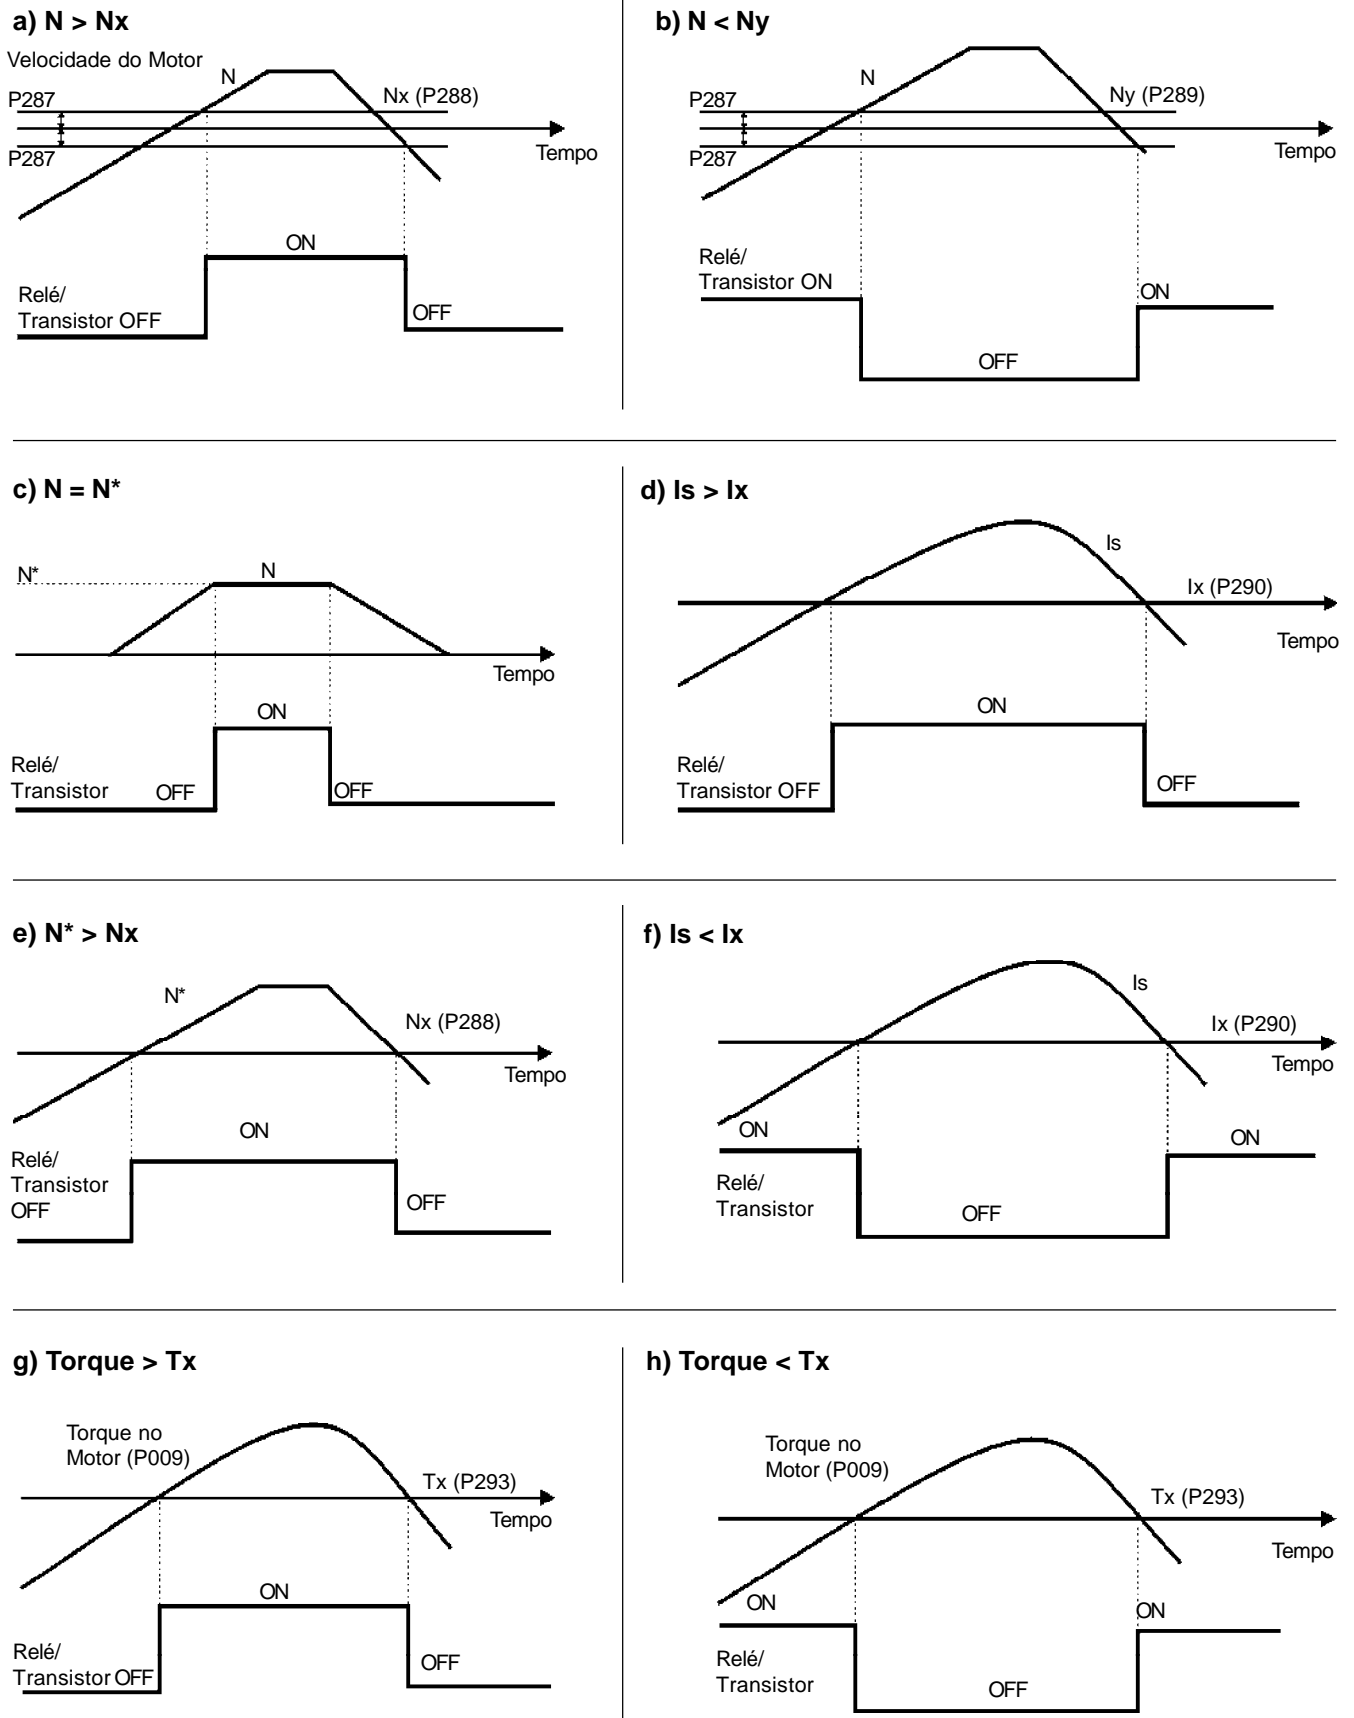 a) N > Nx
Velocidade do Motor
N
P287
Nx (P288)
P287
Tempo
ON
Relé/
Transistor OFF
OFF
b) N < Ny
N
P287
Ny (P289)
P287
Tempo
Relé/
Transistor ON
ON
OFF
c) N = N*
N*
N
Tempo
ON
Relé/
Transistor OFF
OFF
d) Is > Ix
Is
Ix (P290)
Tempo
ON
Relé/
Transistor OFF
OFF
e) N* > Nx
N*
Nx (P288)
Tempo
ON
Relé/
Transistor
OFF
OFF
f) Is < Ix
Is
Ix (P290)
Tempo
ON
ON
Relé/
Transistor
OFF
g) Torque > Tx
Torque no
Motor (P009)
Tx (P293)
Tempo
ON
Relé/
Transistor OFF
OFF
h) Torque < Tx
Torque no
Motor (P009)
Tx (P293)
Tempo
ON
ON
Relé/
Transistor
OFF